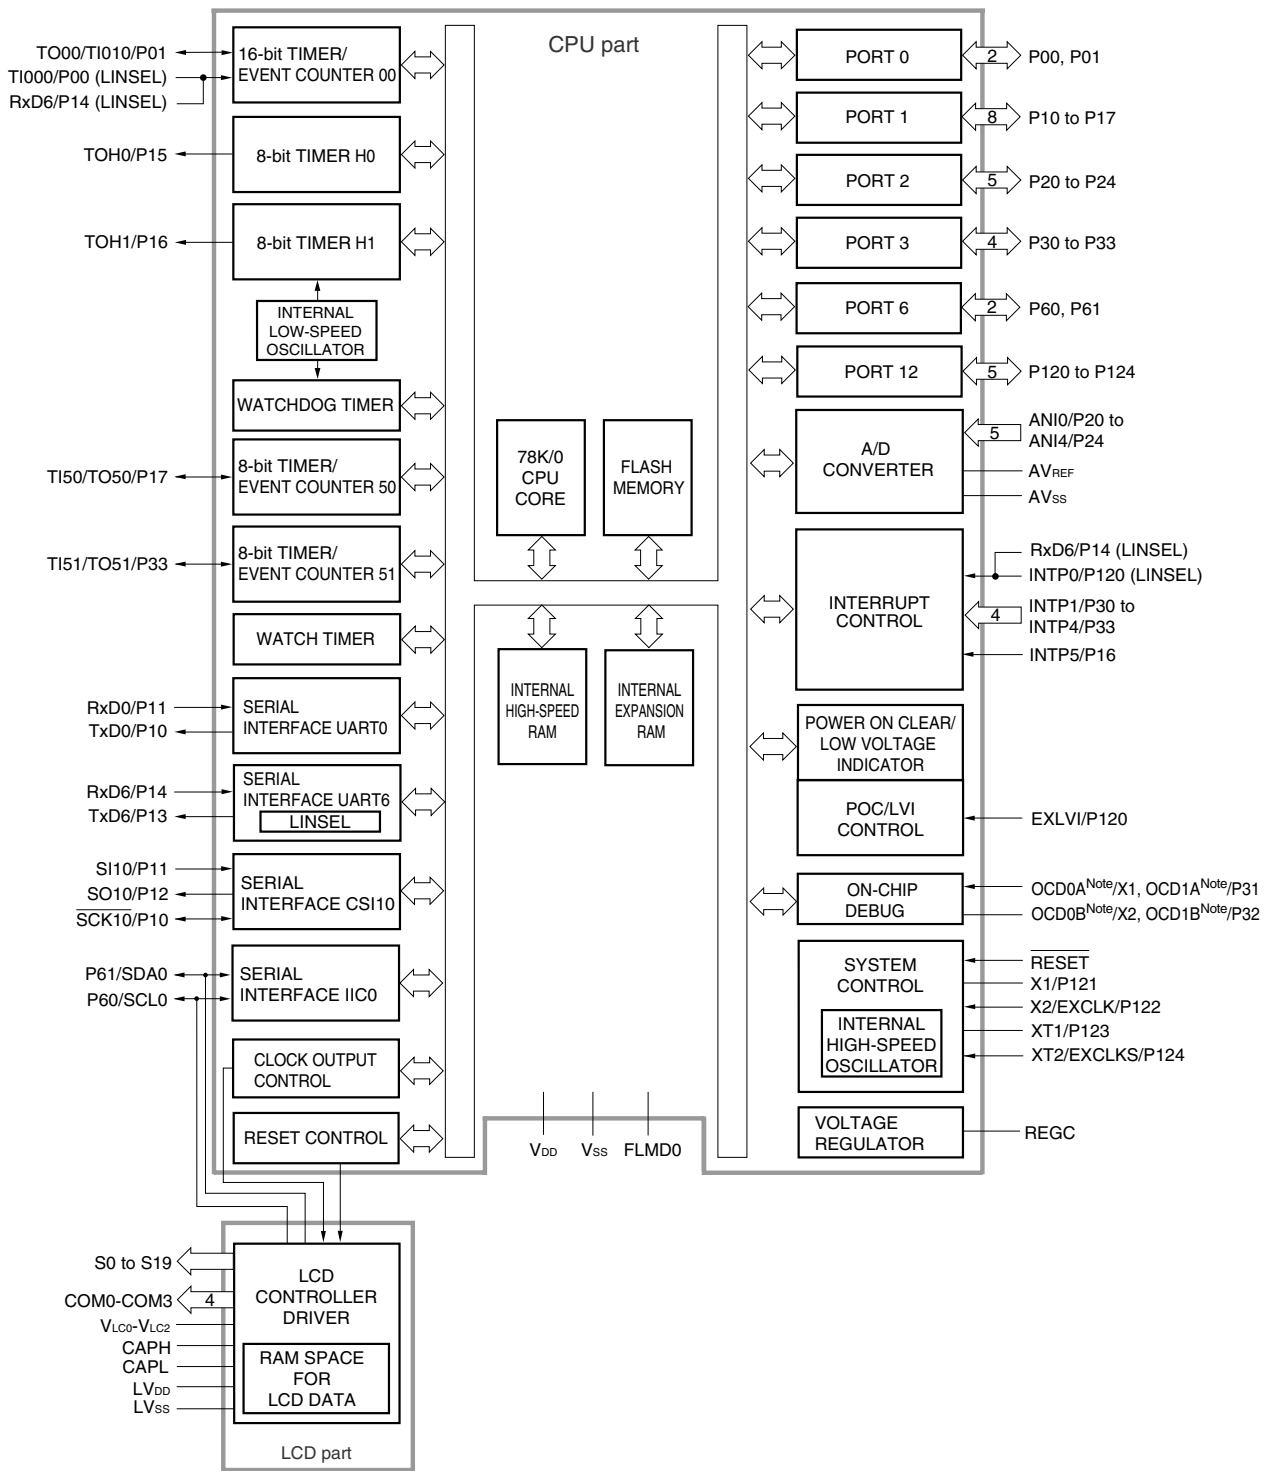 CPU part
TO00/TI010/P01
TI000/P00 (LINSEL)
RxD6/P14 (LINSEL)
16-bit TIMER/
EVENT COUNTER 00
TOH0/P15
8-bit TIMER H0
TOH1/P16
8-bit TIMER H1
INTERNAL
LOW-SPEED
OSCILLATOR
WATCHDOG TIMER
TI50/TO50/P17
8-bit TIMER/
EVENT COUNTER 50
TI51/TO51/P33
8-bit TIMER/
EVENT COUNTER 51
WATCH TIMER
RxD0/P11
TxD0/P10
SERIAL
INTERFACE UART0
RxD6/P14
TxD6/P13
SERIAL
INTERFACE UART6
LINSEL
SI10/P11
SO10/P12
SCK10/P10
SERIAL
INTERFACE CSI10
P61/SDA0
P60/SCL0
SERIAL
INTERFACE IIC0
CLOCK OUTPUT
CONTROL
RESET CONTROL
78K/0
CPU
CORE
FLASH
MEMORY
INTERNAL
HIGH-SPEED
RAM
INTERNAL
EXPANSION
RAM
VDD
VSS
FLMD0
PORT 0
2
P00, P01
PORT 1
8
P10 to P17
PORT 2
5
P20 to P24
PORT 3
4
P30 to P33
PORT 6
2
P60, P61
PORT 12
5
P120 to P124
A/D
CONVERTER
5
ANI0/P20 to
ANI4/P24
AVREF
AVSS
INTERRUPT
CONTROL
RxD6/P14 (LINSEL)
INTP0/P120 (LINSEL)
4
INTP1/P30 to
INTP4/P33
INTP5/P16
POWER ON CLEAR/
LOW VOLTAGE
INDICATOR
POC/LVI
CONTROL
EXLVI/P120
ON-CHIP
DEBUG
OCD0ANote/X1, OCD1ANote/P31
OCD0BNote/X2, OCD1BNote/P32
SYSTEM
CONTROL
INTERNAL
HIGH-SPEED
OSCILLATOR
RESET
X1/P121
X2/EXCLK/P122
XT1/P123
XT2/EXCLKS/P124
VOLTAGE
REGULATOR
REGC
S0 to S19
COM0-COM3
4
VLC0-VLC2
CAPH
CAPL
LVDD
LVSS
LCD
CONTROLLER
DRIVER
RAM SPACE
FOR
LCD DATA
LCD part